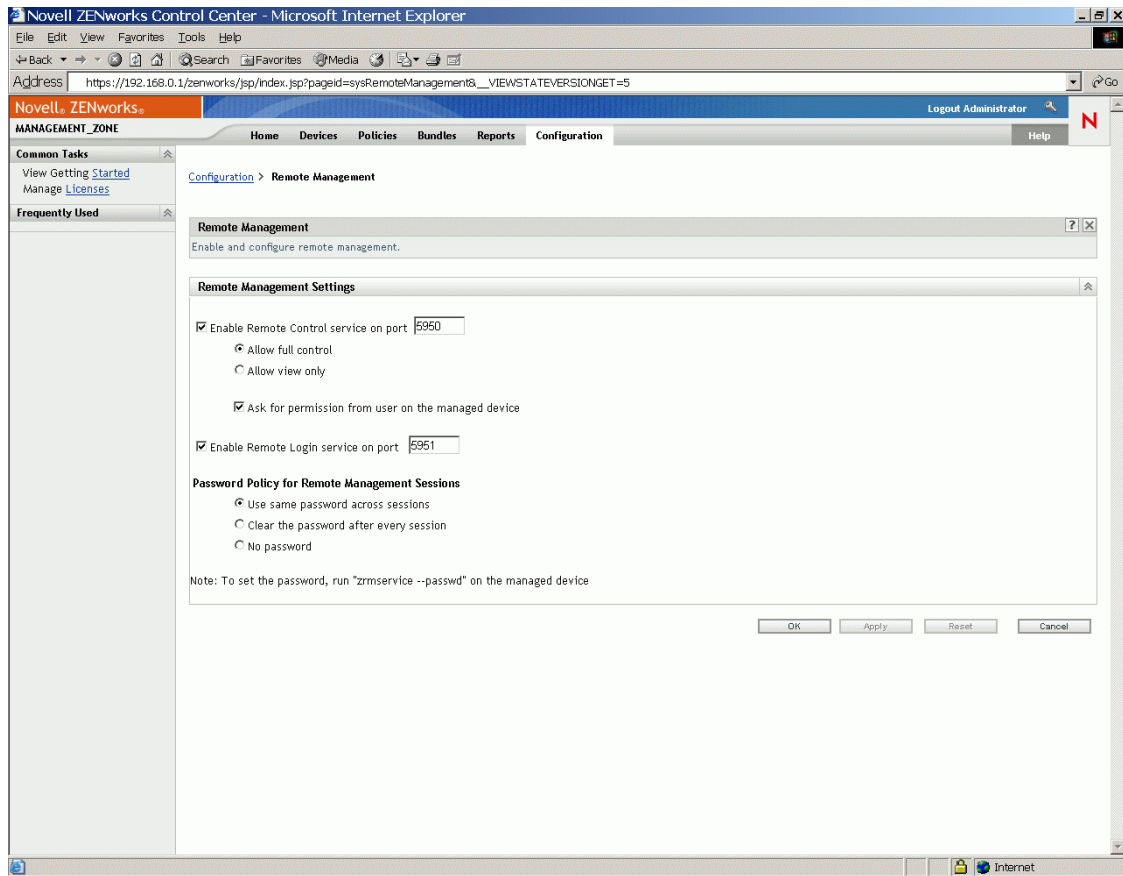 Novell ZENworks Control Center - Microsoft Internet Explorer
File Edit View Favorites Tools Help
Back Search Favorites Media
Address https://192.168.0.1/zenworks/jsp/index.jsp?pageid=sysRemoteManagement&__VIEWSTATEVERSIONGET=5 Go
Novell® ZENworks® Logout Administrator
MANAGEMENT_ZONE Home Devices Policies Bundles Reports Configuration Help N
Common Tasks
View Getting Started
Manage Licenses
Frequently Used
Configuration > Remote Management
Remote Management ?
Enable and configure remote management.
Remote Management Settings
Enable Remote Control service on port 5950
Allow full control
Allow view only
Ask for permission from user on the managed device
Enable Remote Login service on port 5951
Password Policy for Remote Management Sessions
Use same password across sessions
Clear the password after every session
No password
Note: To set the password, run "zrmservice --passwd" on the managed device
OK Apply Reset Cancel
Internet